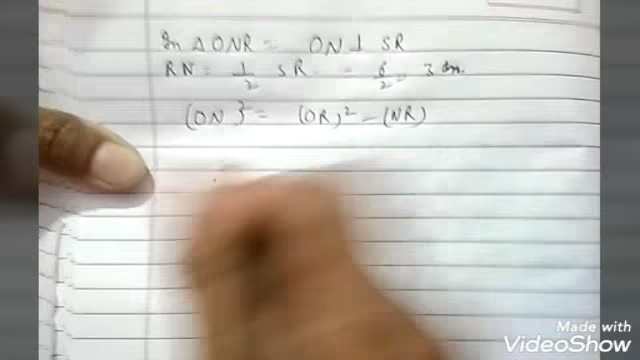 In △ONR = ON ⊥ SR
RN = 1/2 SR = 6/2 = 3 cm.
(ON)² = (OR)² - (NR)
Made with
VideoShow